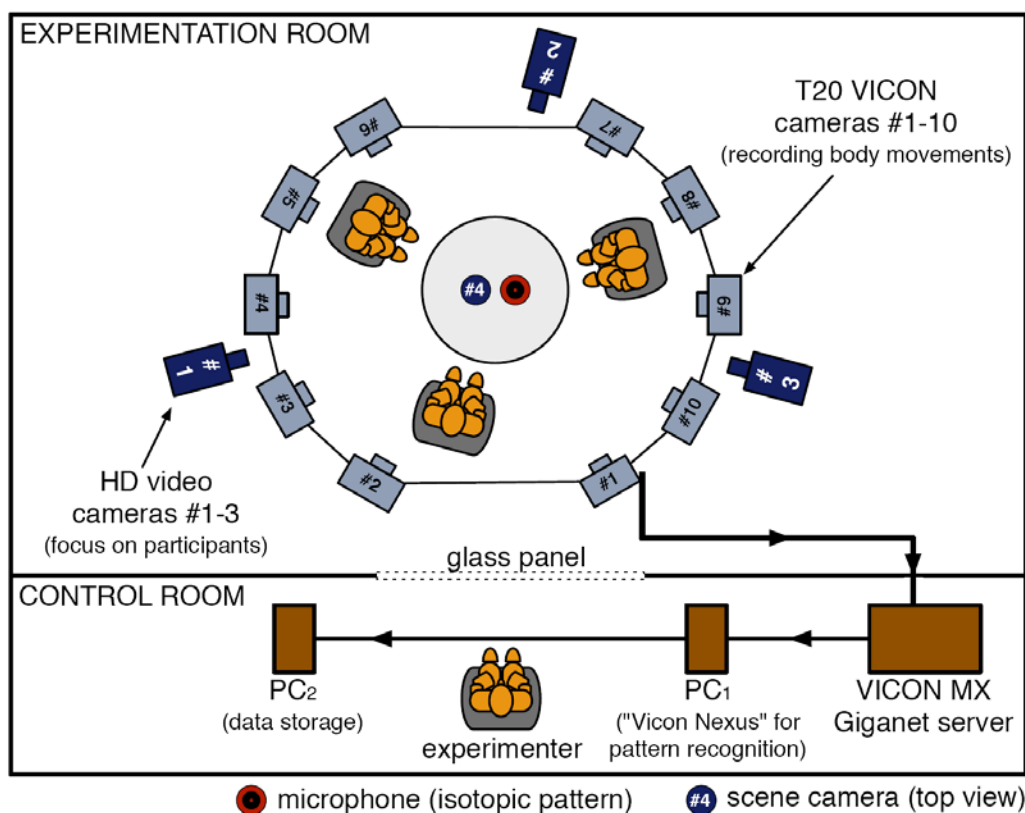 EXPERIMENTATION ROOM
# 2
#6
#7
T20 VICON
cameras #1-10
(recording body movements)
#5
#8
#4
#4
#9
# 1
# 3
#3
#10
#2
#1
HD video
cameras #1-3
(focus on participants)
glass panel
CONTROL ROOM
PC2
(data storage)
experimenter
PC1
("Vicon Nexus" for
pattern recognition)
VICON MX
Giganet server
microphone (isotopic pattern)
#4 scene camera (top view)